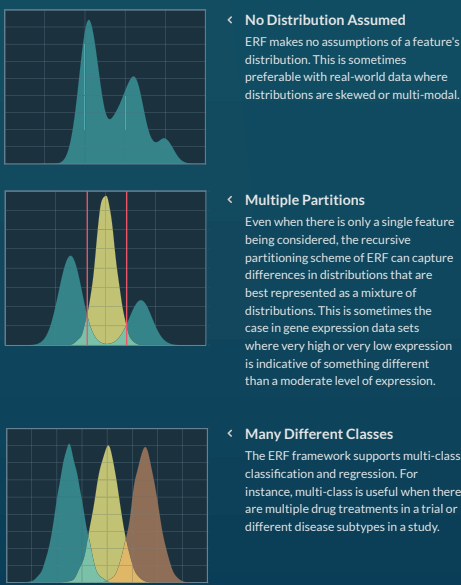 No Distribution Assumed
ERF makes no assumptions of a feature's
distribution. This is sometimes
preferable with real-world data where
distributions are skewed or multi-modal.
Multiple Partitions
Even when there is only a single feature
being considered, the recursive
partitioning scheme of ERF can capture
differences in distributions that are
best represented as a mixture of
distributions. This is sometimes the
case in gene expression data sets
where very high or very low expression
is indicative of something different
than a moderate level of expression.
Many Different Classes
The ERF framework supports multi-class
classification and regression. For
instance, multi-class is useful when there
are multiple drug treatments in a trial or
different disease subtypes in a study.